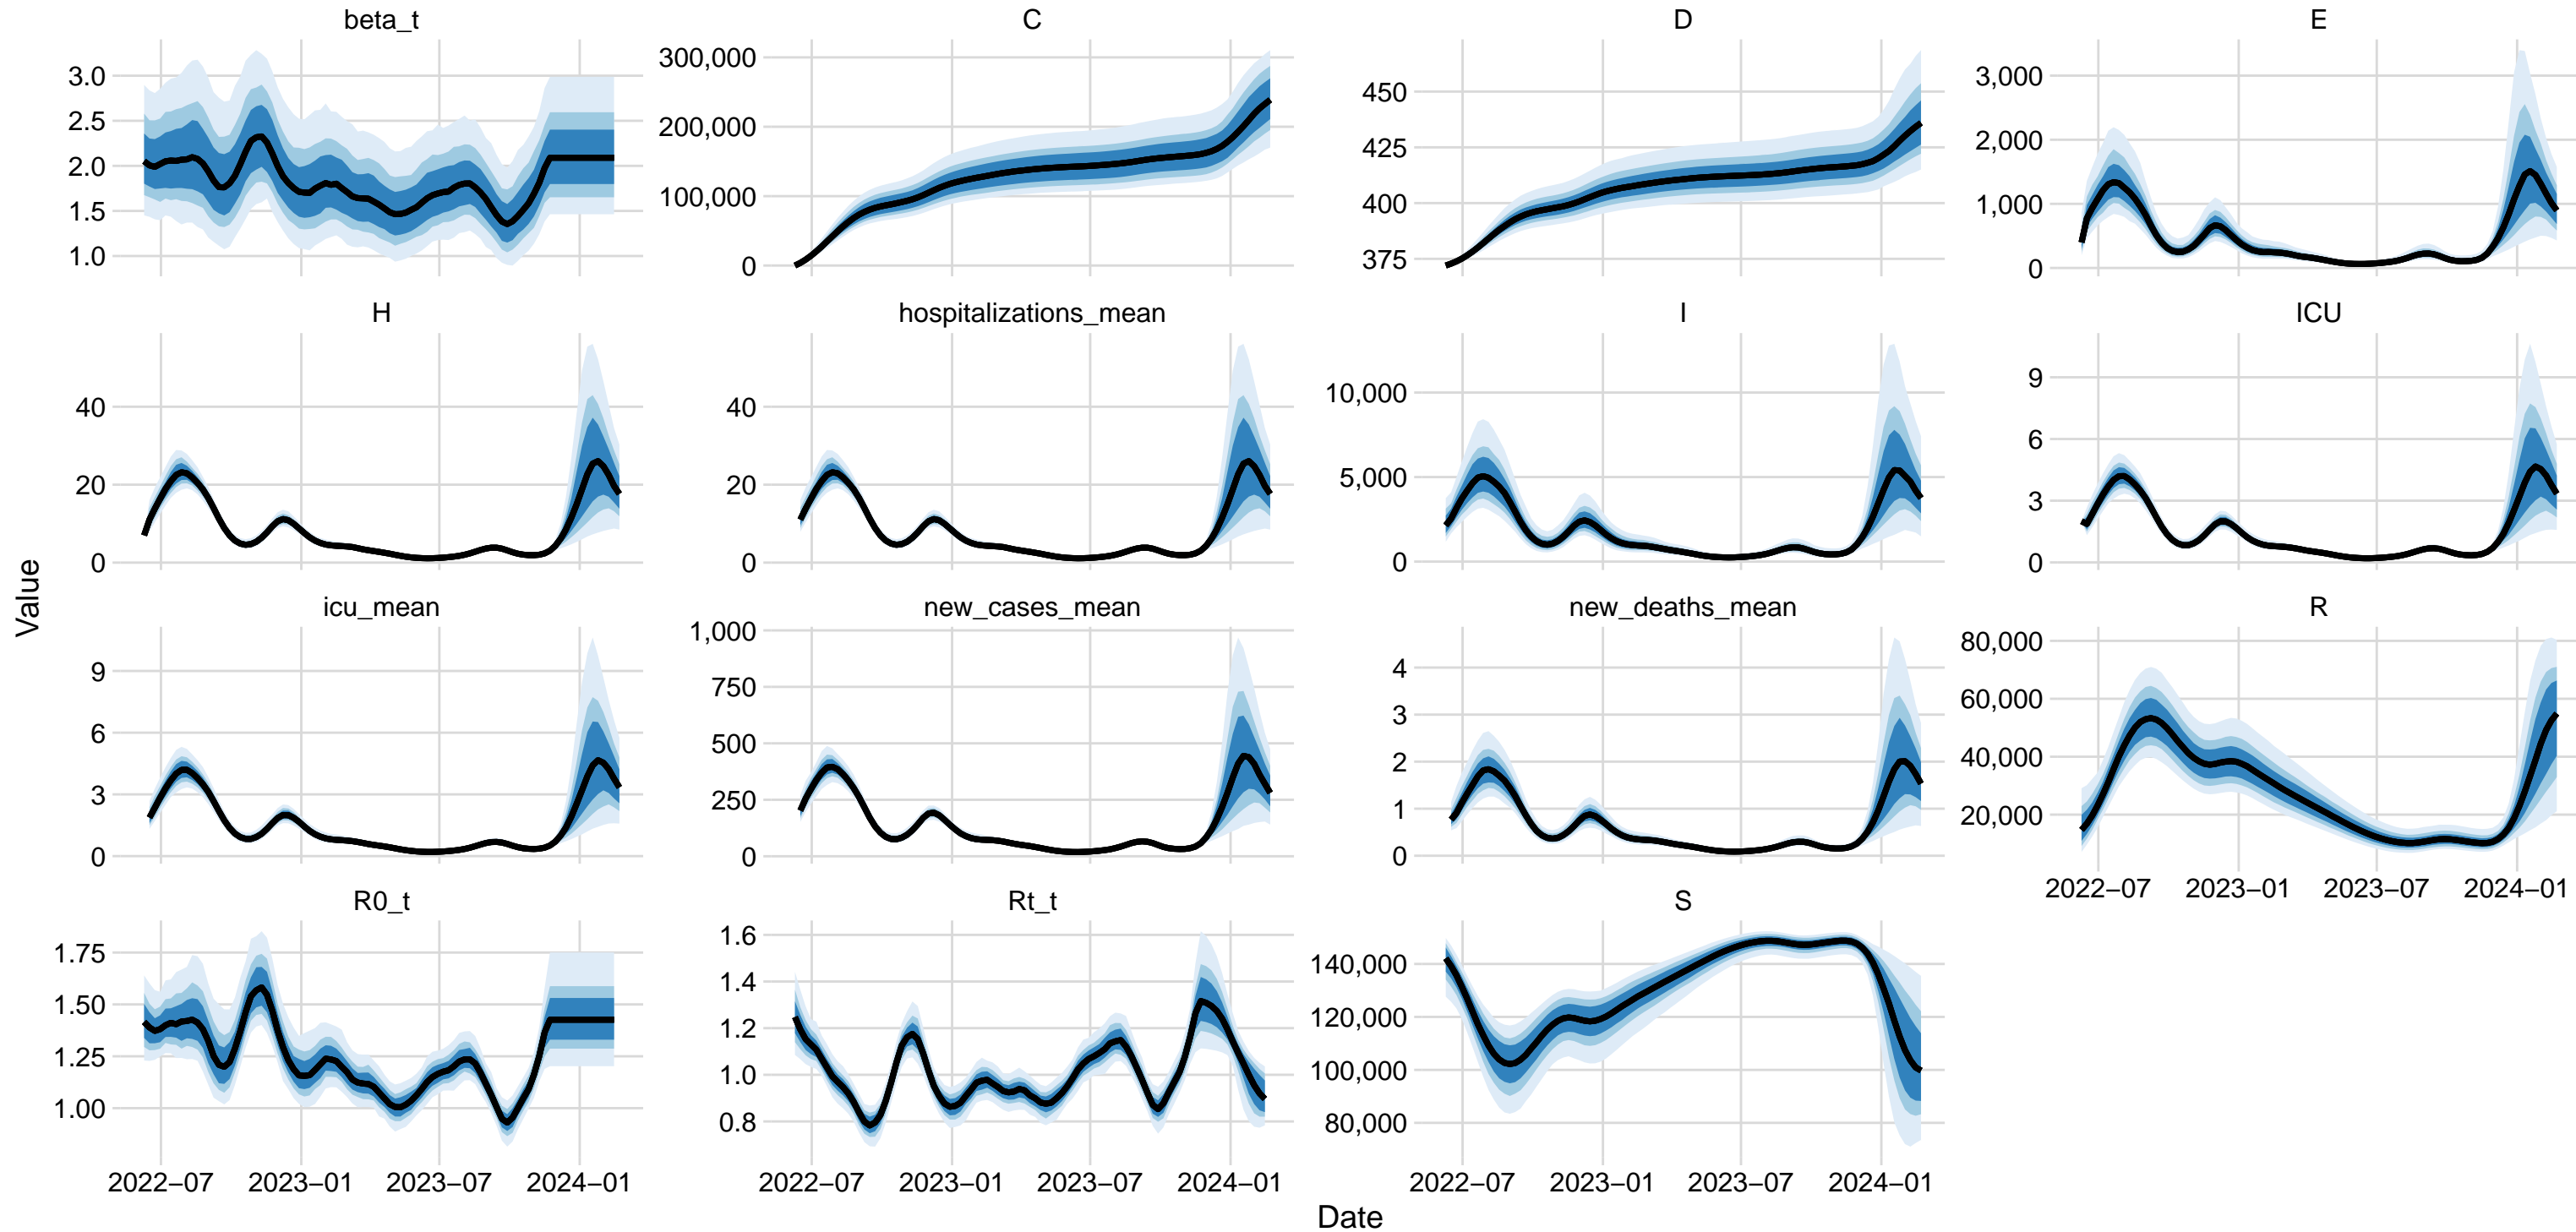 beta_t
C
D
E
3.0
2.5
2.0
1.5
1.0
300,000
200,000
100,000
0
450
425
400
375
3,000
2,000
1,000
0
H
hospitalizations_mean
I
ICU
40
20
0
40
20
0
10,000
5,000
0
9
6
3
0
Value
icu_mean
new_cases_mean
new_deaths_mean
R
9
6
3
0
1,000
750
500
250
0
4
3
2
1
0
80,000
60,000
40,000
20,000
2022–07 2023–01 2023–07 2024–01
R0_t
Rt_t
S
1.75
1.50
1.25
1.00
1.6
1.4
1.2
1.0
0.8
140,000
120,000
100,000
80,000
2022–07 2023–01 2023–07 2024–01
2022–07 2023–01 2023–07 2024–01
2022–07 2023–01 2023–07 2024–01
Date